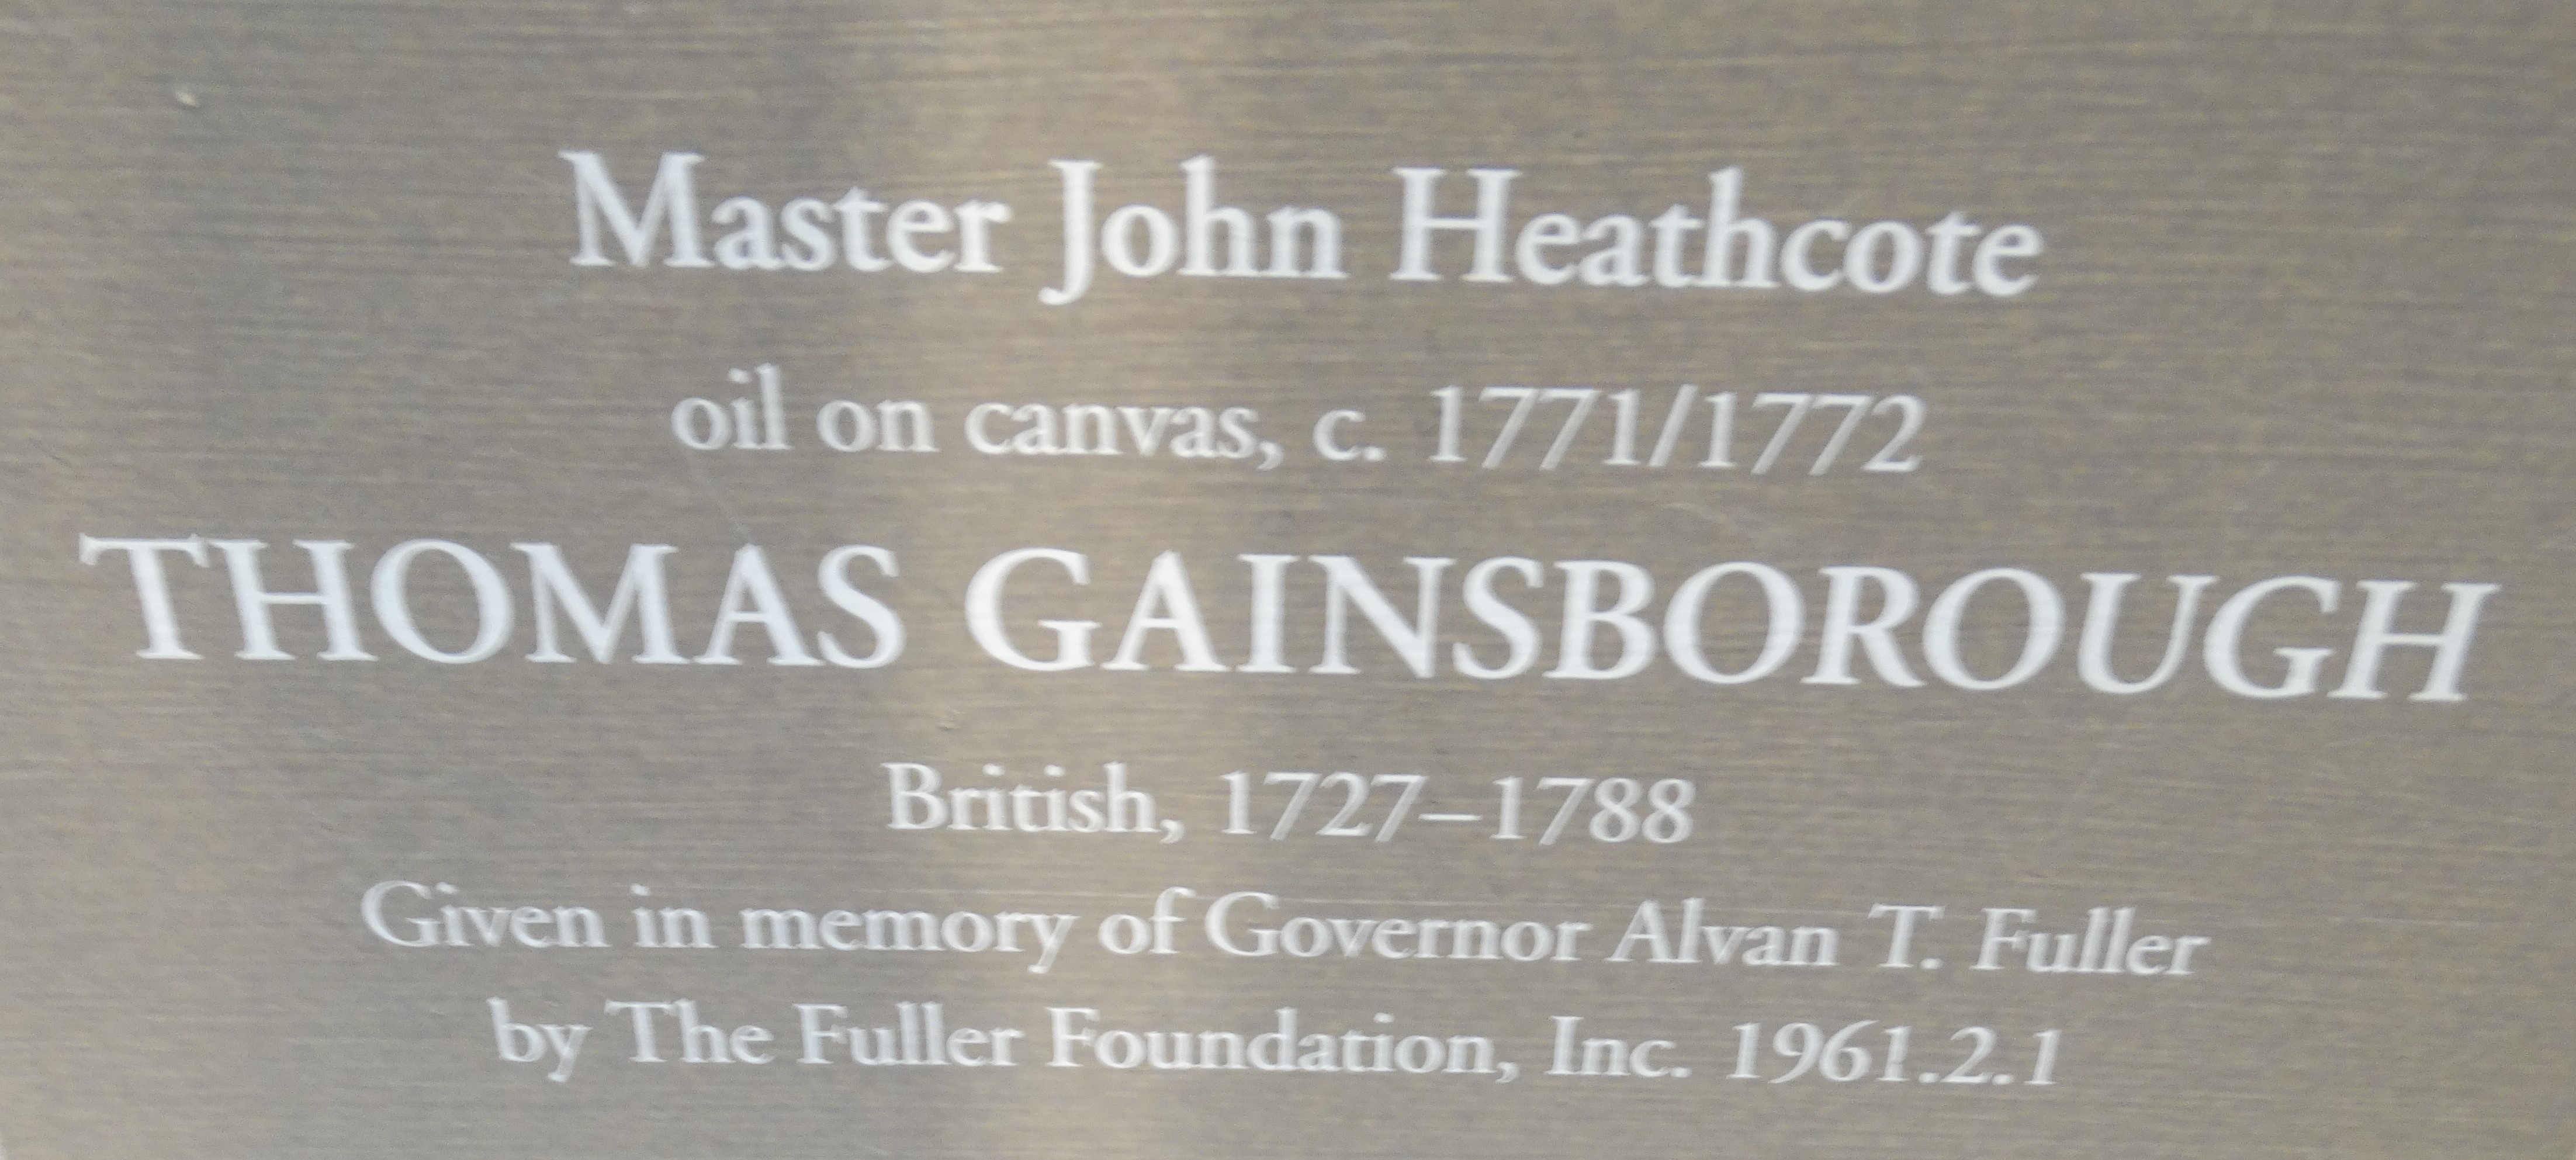 Master John Heathcote
oil on canvas, c. 1771/1772
THOMAS GAINSBOROUGH
British, 1727–1788
Given in memory of Governor Alvan T. Fuller
by The Fuller Foundation, Inc. 1961.2.1